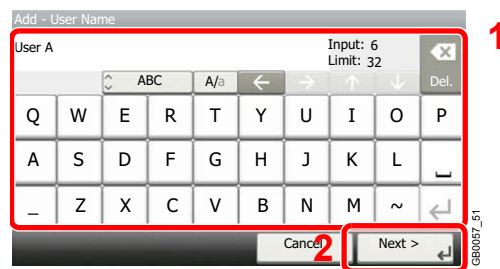 Add - User Name
1
User A
Input: 6
Limit: 32
ABC
A/a
Del.
Q W E R T Y U I O P
A S D F G H J K L
_ Z X C V B N M ~
2
Cancel
Next >
GB0057_51